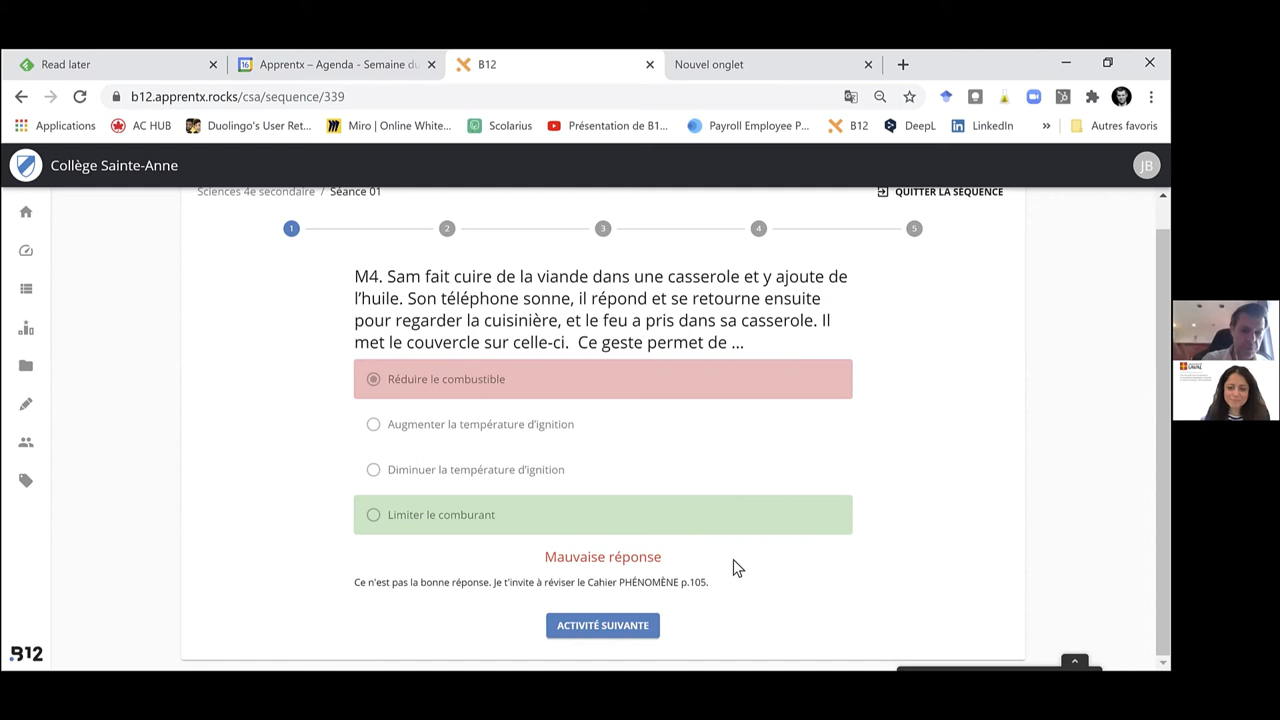 Read later
16
Apprentx – Agenda - Semaine du
B12
Nouvel onglet
b12.apprentx.rocks/csa/sequence/339
Applications
AC HUB
Duolingo's User Ret...
Miro | Online White...
Scolarius
Présentation de B1...
Payroll Employee P...
B12
DeepL
LinkedIn
»
Autres favoris
Collège Sainte-Anne
JB
Sciences 4e secondaire / Séance 01
QUITTER LA SÉQUENCE
1 2 3 4 5
M4. Sam fait cuire de la viande dans une casserole et y ajoute de
l'huile. Son téléphone sonne, il répond et se retourne ensuite
pour regarder la cuisinière, et le feu a pris dans sa casserole. Il
met le couvercle sur celle-ci. Ce geste permet de ...
Réduire le combustible
Augmenter la température d'ignition
Diminuer la température d'ignition
Limiter le comburant
Mauvaise réponse
Ce n'est pas la bonne réponse. Je t'invite à réviser le Cahier PHÉNOMÈNE p.105.
ACTIVITÉ SUIVANTE
B12
LAVAL